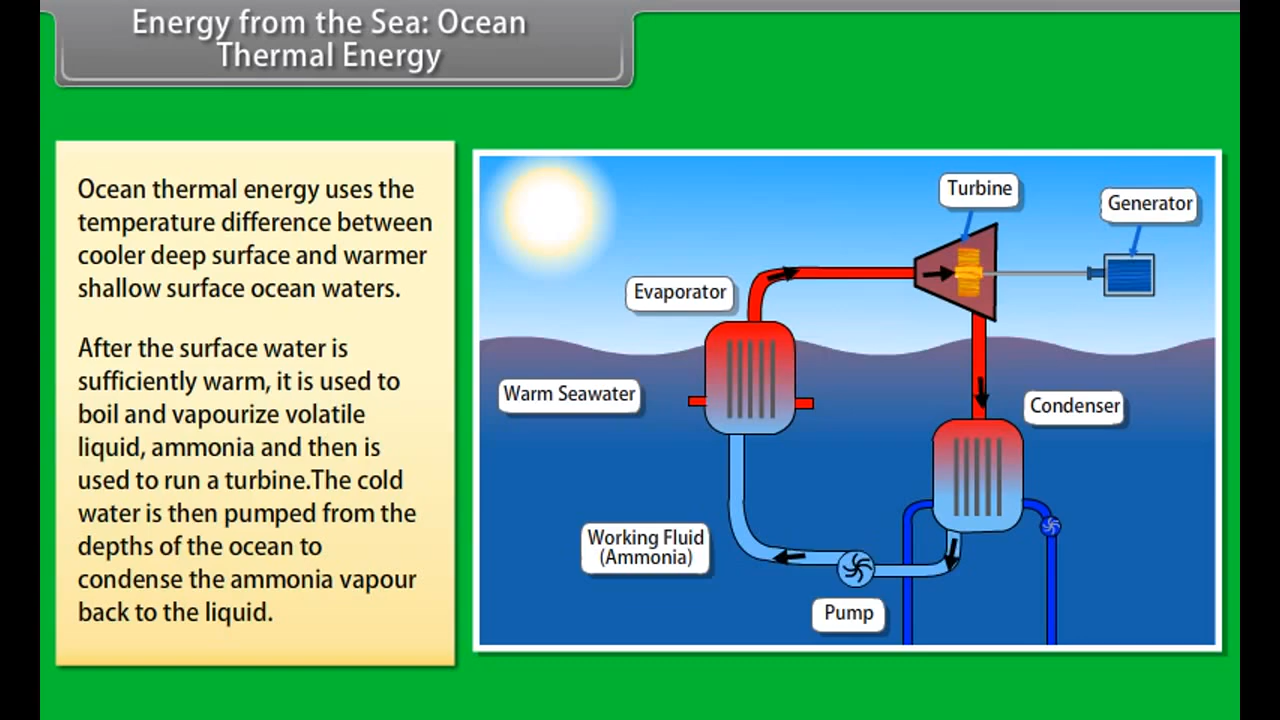 Energy from the Sea: Ocean
Thermal Energy
Ocean thermal energy uses the
temperature difference between
cooler deep surface and warmer
shallow surface ocean waters.
After the surface water is
sufficiently warm, it is used to
boil and vapourize volatile
liquid, ammonia and then is
used to run a turbine.The cold
water is then pumped from the
depths of the ocean to
condense the ammonia vapour
back to the liquid.
Turbine
Generator
Evaporator
Warm Seawater
Condenser
Working Fluid
(Ammonia)
Pump